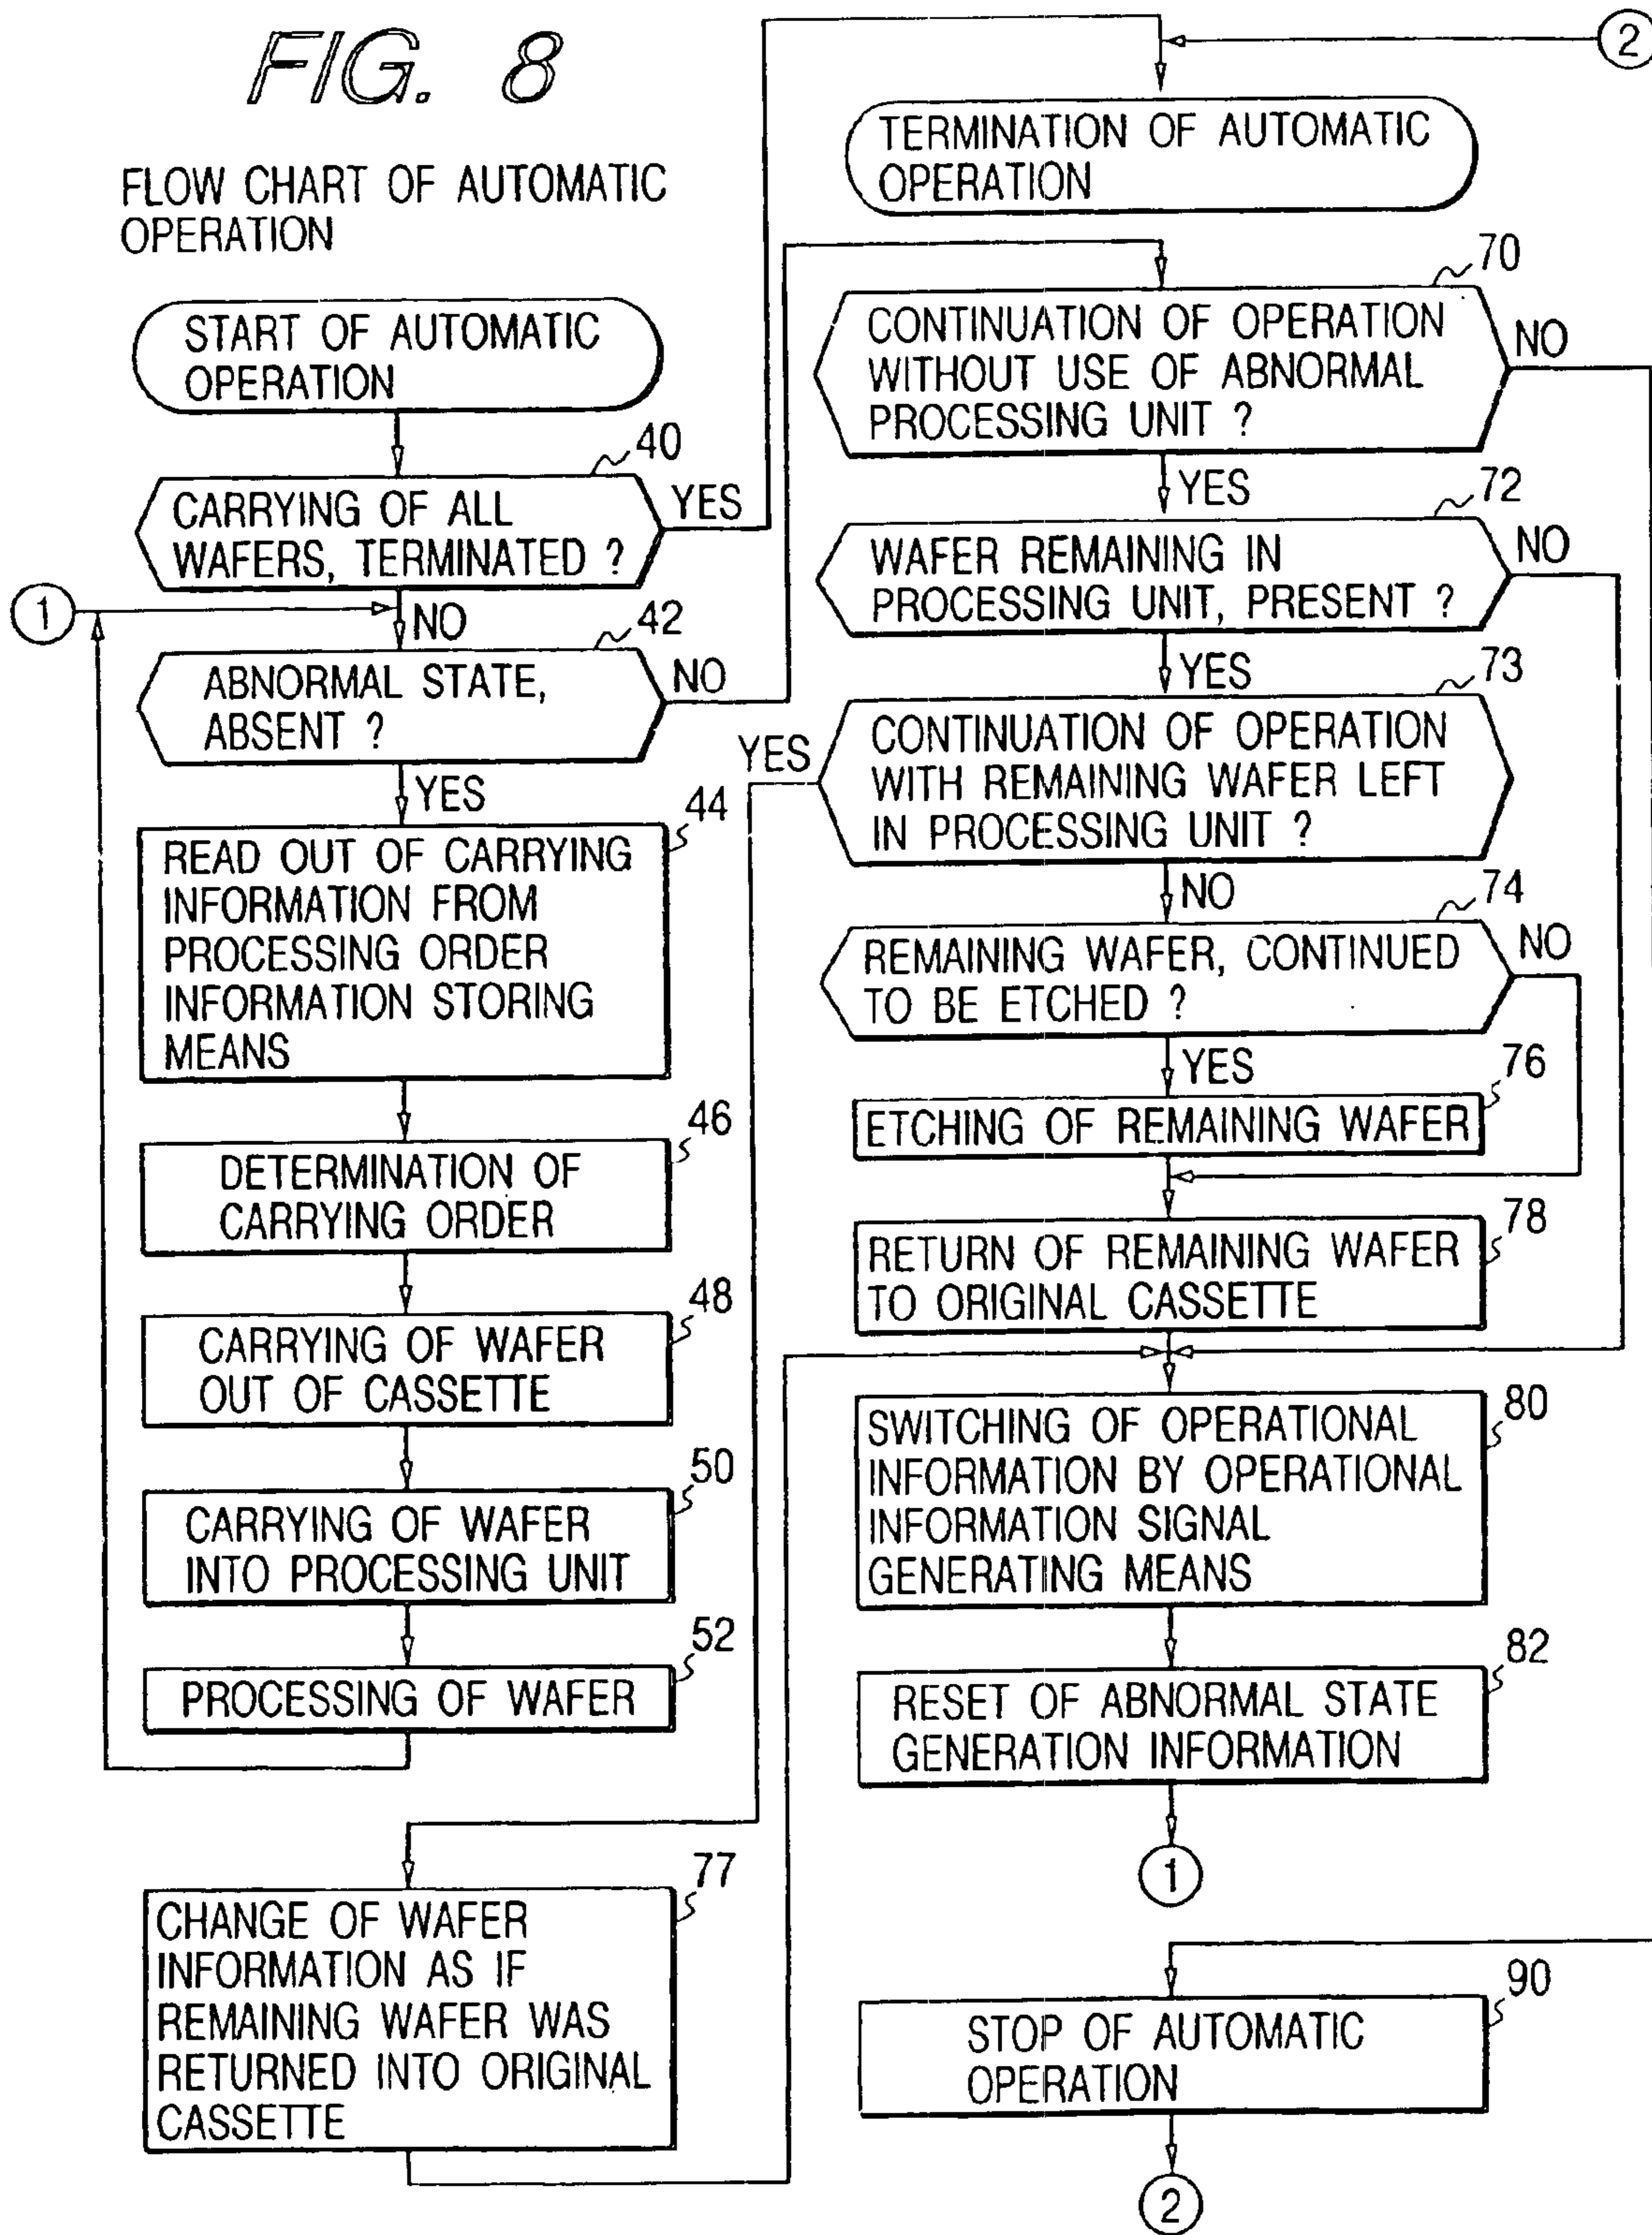 FIG. 8
FLOW CHART OF AUTOMATIC
OPERATION
START OF AUTOMATIC
OPERATION
40
CARRYING OF ALL
WAFERS, TERMINATED ?
YES
1
NO
42
ABNORMAL STATE,
ABSENT ?
NO
YES
44
READ OUT OF CARRYING
INFORMATION FROM
PROCESSING ORDER
INFORMATION STORING
MEANS
46
DETERMINATION OF
CARRYING ORDER
48
CARRYING OF WAFER
OUT OF CASSETTE
50
CARRYING OF WAFER
INTO PROCESSING UNIT
52
PROCESSING OF WAFER
77
CHANGE OF WAFER
INFORMATION AS IF
REMAINING WAFER WAS
RETURNED INTO ORIGINAL
CASSETTE
2
TERMINATION OF AUTOMATIC
OPERATION
70
CONTINUATION OF OPERATION
WITHOUT USE OF ABNORMAL
PROCESSING UNIT ?
NO
YES
72
WAFER REMAINING IN
PROCESSING UNIT, PRESENT ?
NO
YES
73
YES
CONTINUATION OF OPERATION
WITH REMAINING WAFER LEFT
IN PROCESSING UNIT ?
NO
74
REMAINING WAFER, CONTINUED
TO BE ETCHED ?
NO
YES
76
ETCHING OF REMAINING WAFER
78
RETURN OF REMAINING WAFER
TO ORIGINAL CASSETTE
80
SWITCHING OF OPERATIONAL
INFORMATION BY OPERATIONAL
INFORMATION SIGNAL
GENERATING MEANS
82
RESET OF ABNORMAL STATE
GENERATION INFORMATION
1
90
STOP OF AUTOMATIC
OPERATION
2